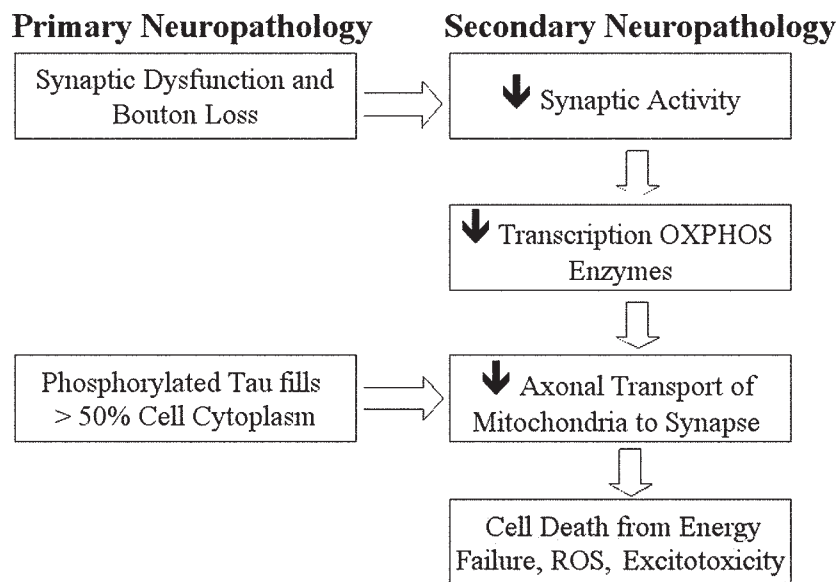 Primary Neuropathology
Secondary Neuropathology
Synaptic Dysfunction and
Bouton Loss
Synaptic Activity
Transcription OXPHOS
Enzymes
Phosphorylated Tau fills
> 50% Cell Cytoplasm
Axonal Transport of
Mitochondria to Synapse
Cell Death from Energy
Failure, ROS, Excitotoxicity